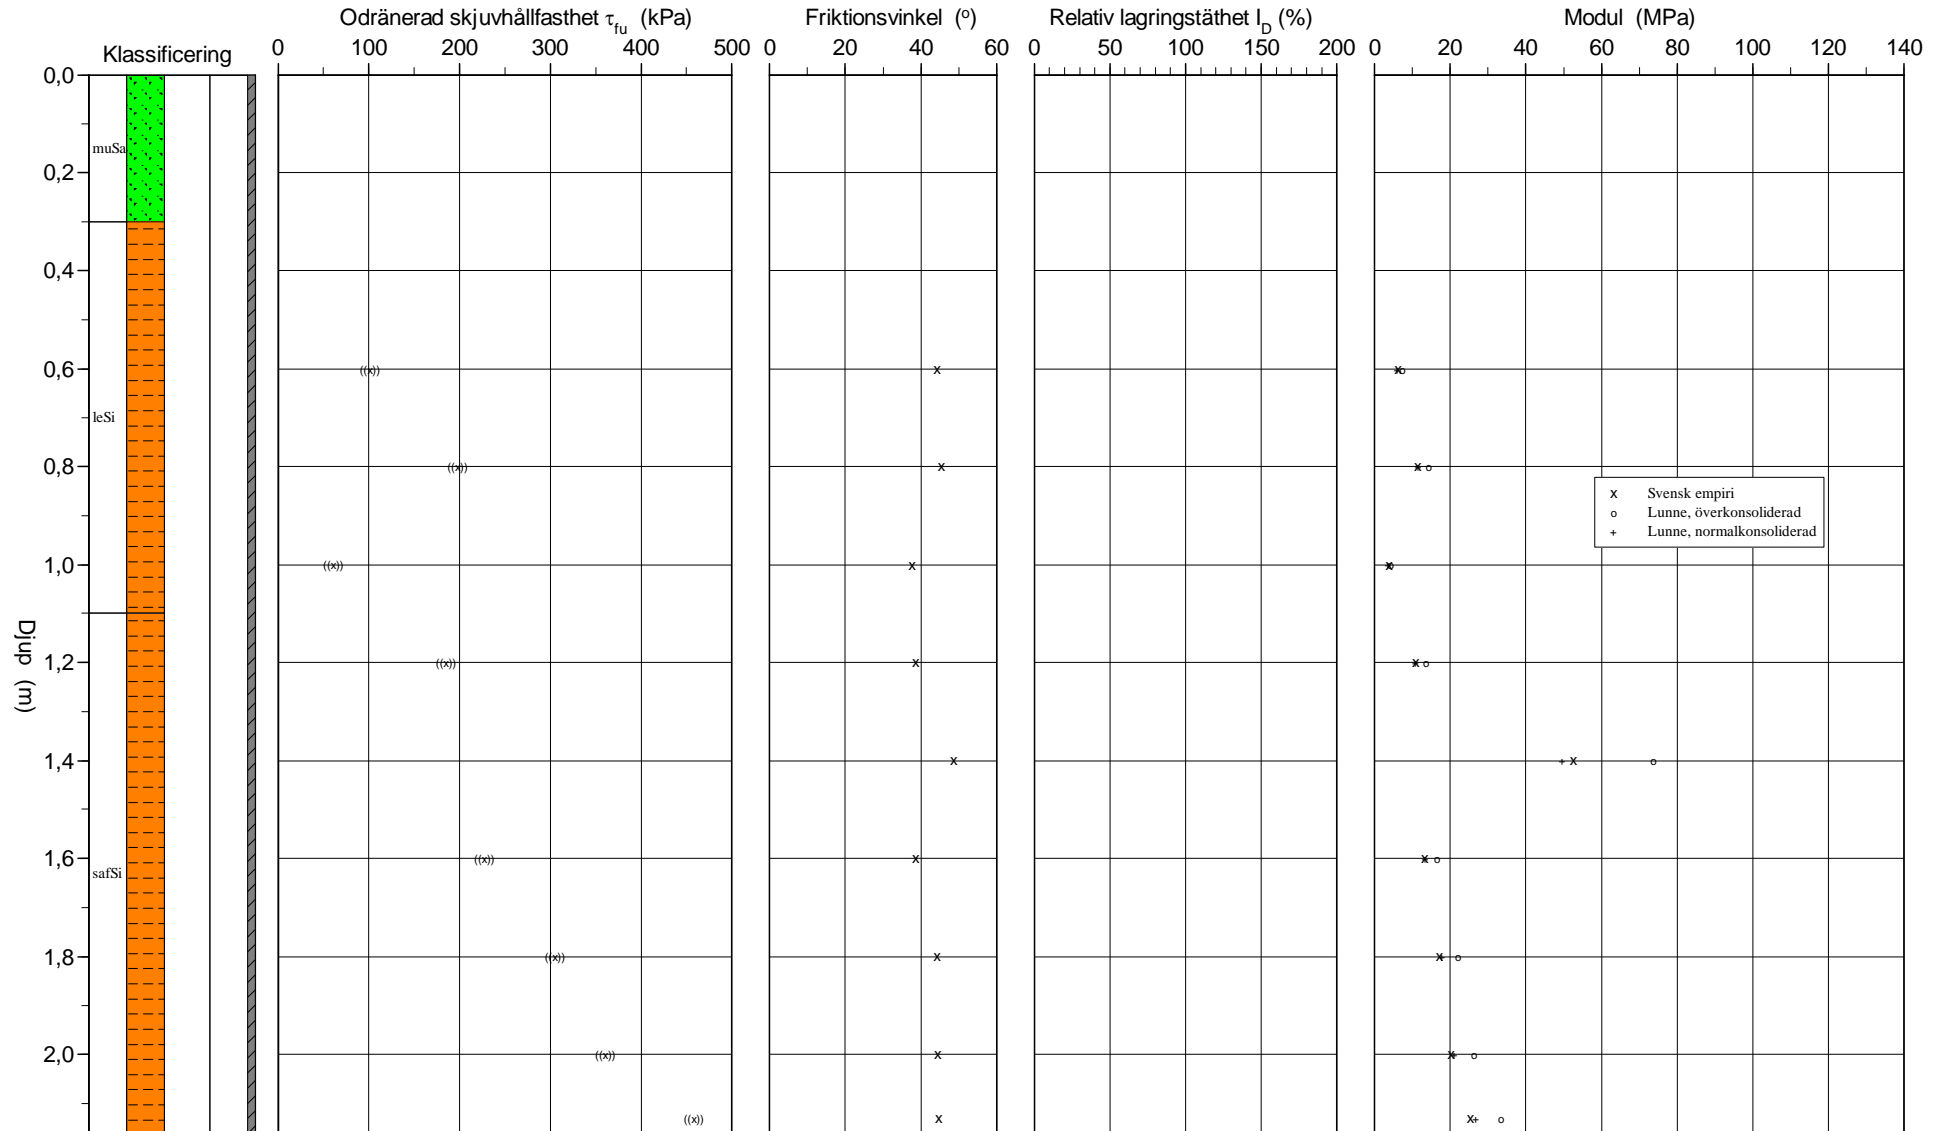 Odränerad skjuvhållfasthet τfu (kPa)
Friktionsvinkel (o)
Relativ lagringstäthet ID (%)
Modul (MPa)
Klassificering
0 100 200 300 400 500
0 20 40 60
0 50 100 150 200
0 20 40 60 80 100 120 140
0,0
muSa
0,2
0,4
0,6
((x)) x x o
leSi
0,8
((x)) x x o
x Svensk empiri
o Lunne, överkonsoliderad
+ Lunne, normalkonsoliderad
1,0
((x)) x x
1,2
((x)) x x o
Djup (m)
1,4
x + x o
1,6
((x)) x x o
safSi
1,8
((x)) x x o
2,0
((x)) x x o
((x)) x x + o